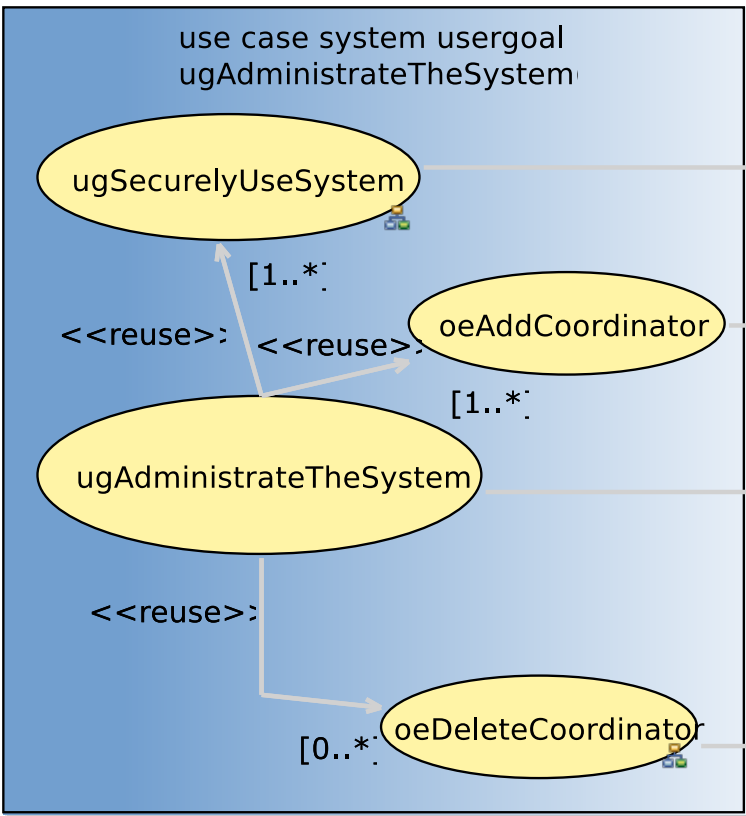 use case system usergoal
ugAdministrateTheSystem
ugSecurelyUseSystem
[1..*]
<<reuse>>
<<reuse>>
oeAddCoordinator
[1..*]
ugAdministrateTheSystem
<<reuse>>
oeDeleteCoordinator
[0..*]